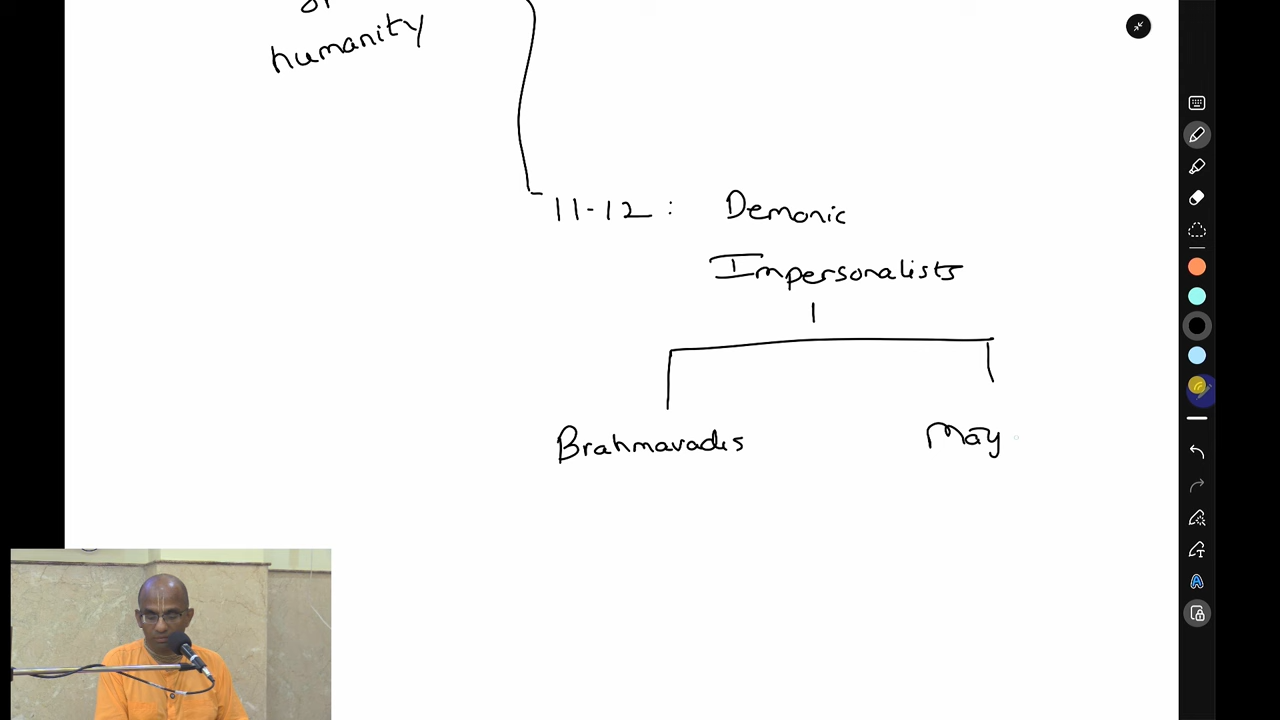 humanity
11-12 : Demonic
Impersonalists
Brahmavadis
May